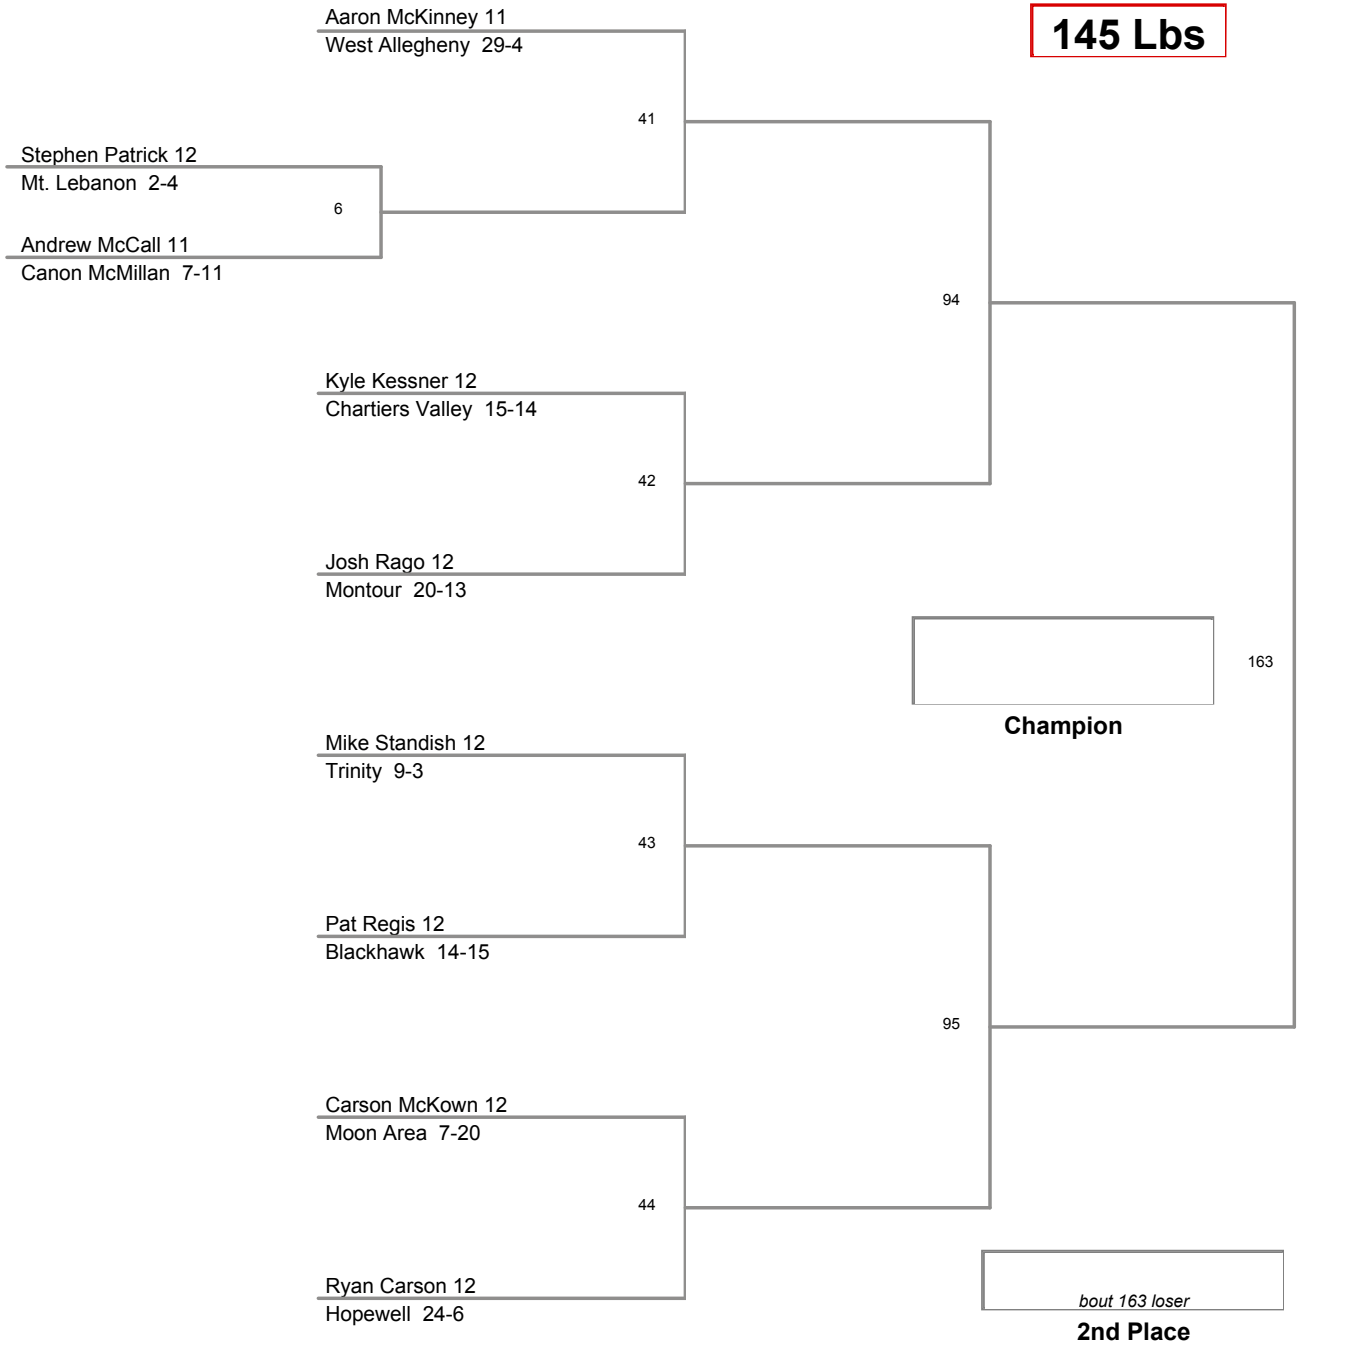 Aaron McKinney 11
West Allegheny 29-4
145 Lbs
41
Stephen Patrick 12
Mt. Lebanon 2-4
6
Andrew McCall 11
Canon McMillan 7-11
94
Kyle Kessner 12
Chartiers Valley 15-14
42
Josh Rago 12
Montour 20-13
163
Champion
Mike Standish 12
Trinity 9-3
43
Pat Regis 12
Blackhawk 14-15
95
Carson McKown 12
Moon Area 7-20
44
Ryan Carson 12
Hopewell 24-6
bout 163 loser
2nd Place